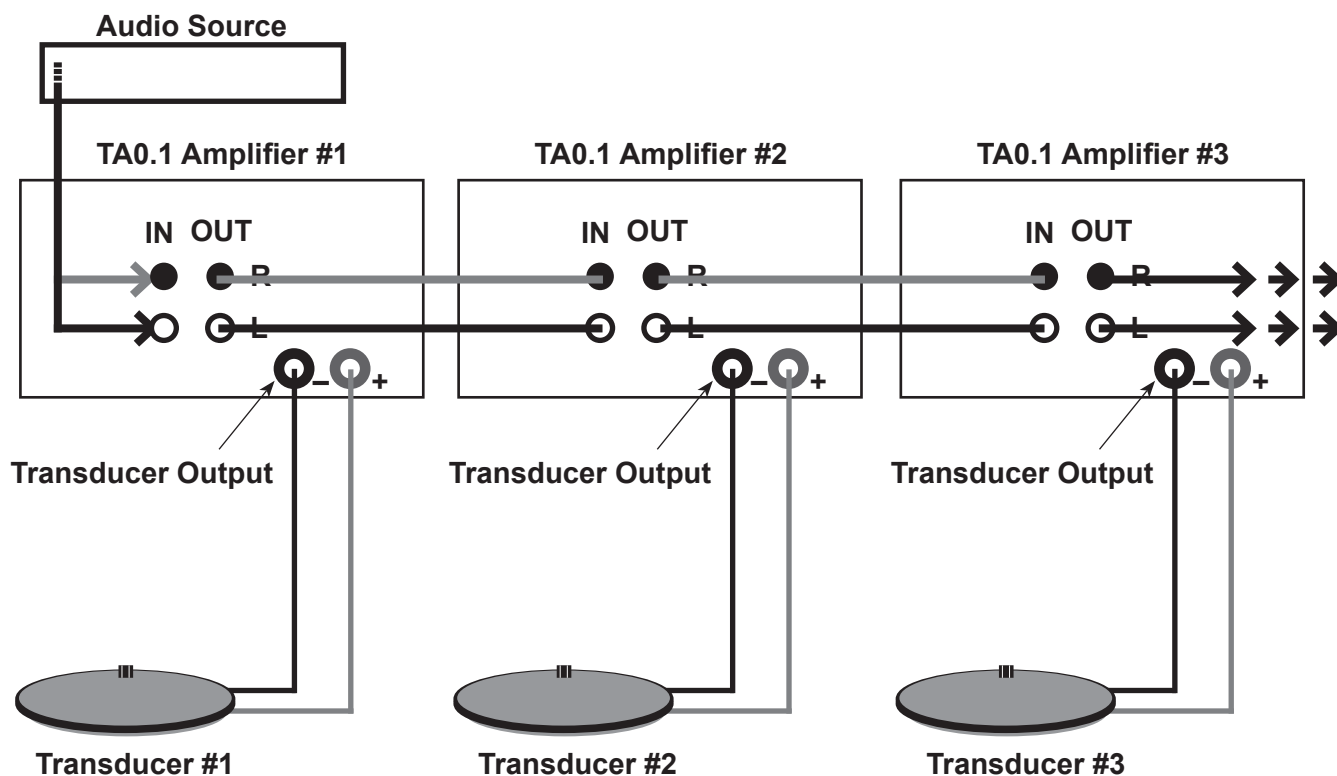 Audio Source
TA0.1 Amplifier #1 TA0.1 Amplifier #2 TA0.1 Amplifier #3
IN OUT IN OUT IN OUT
R R R
L L L
– + – + – +
Transducer Output Transducer Output Transducer Output
Transducer #1 Transducer #2 Transducer #3